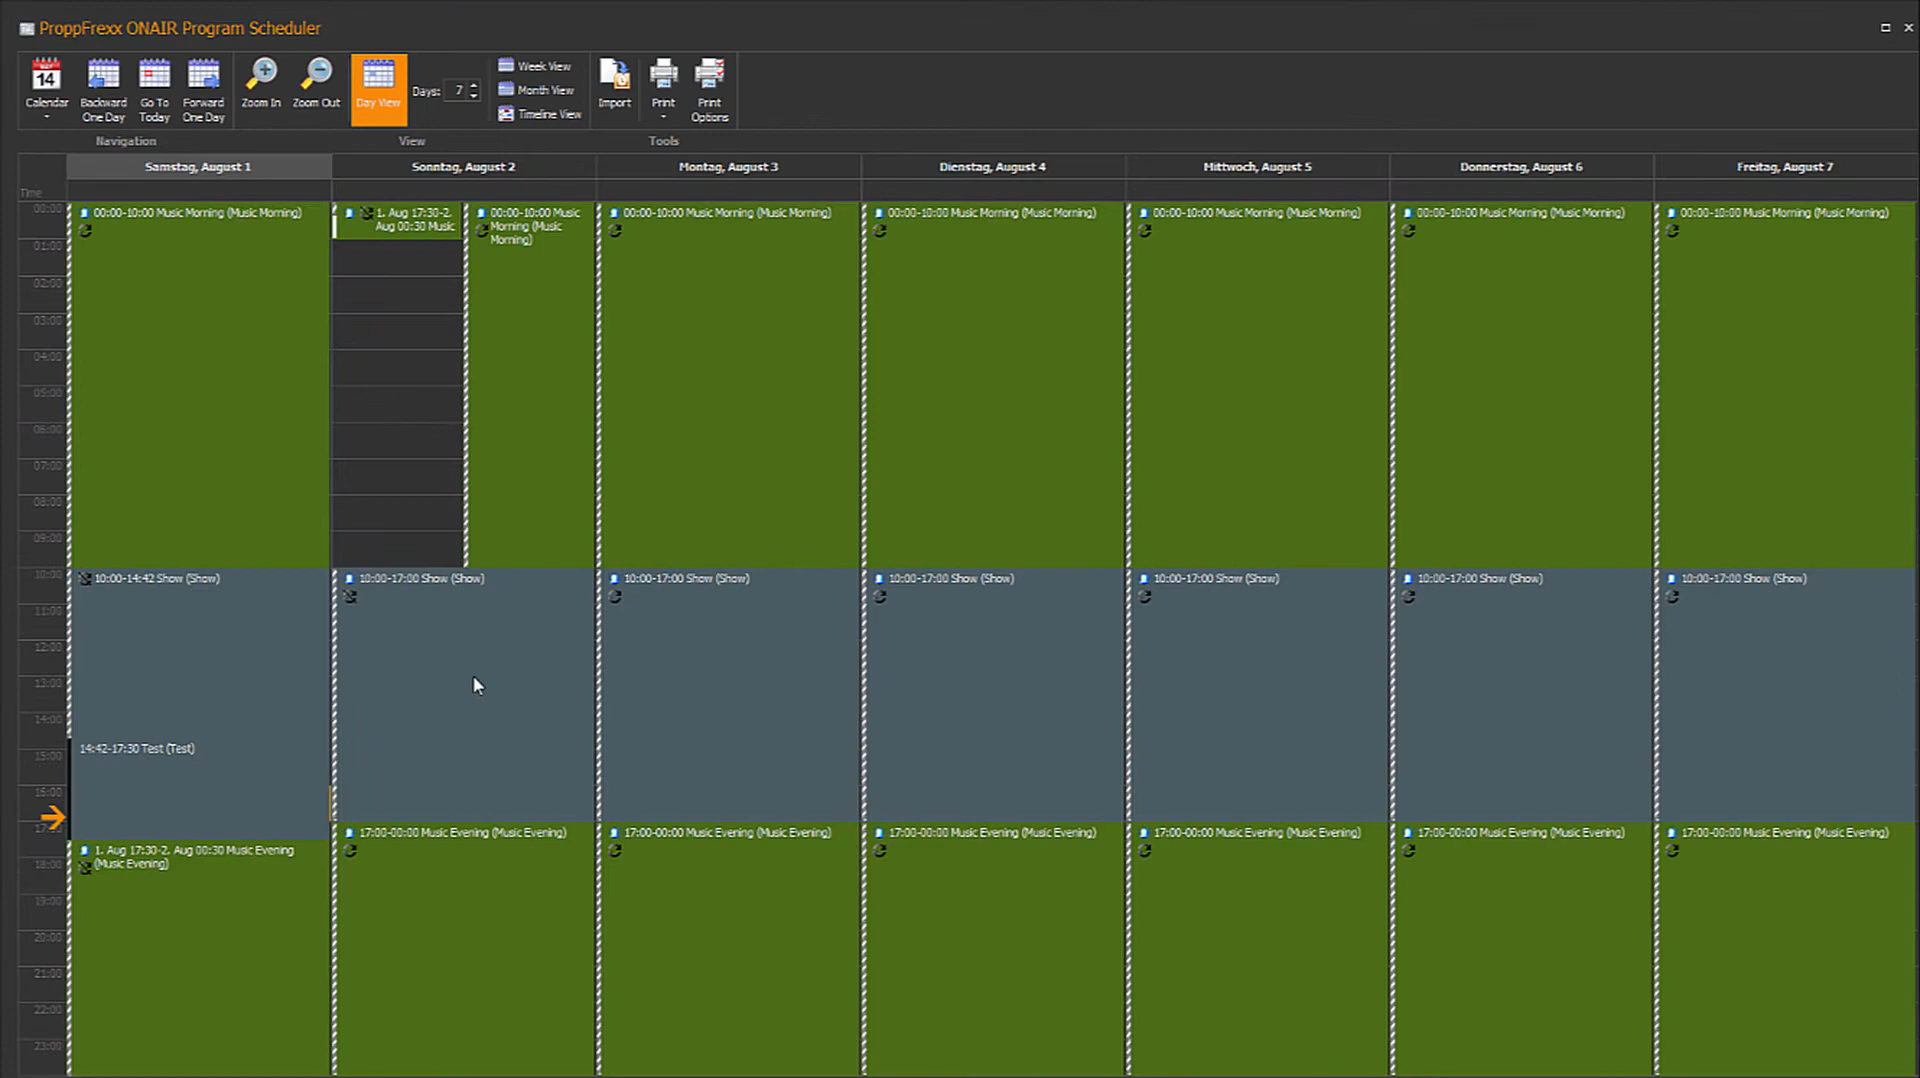 ProppFrexx ONAIR Program Scheduler
MAY
14
Calendar
Backward One Day
Go To Today
Forward One Day
Zoom In
Zoom Out
Day View
Days: 7
Week View
Month View
Timeline View
Import
Print
Print Options
Navigation
View
Tools
Samstag, August 1
Sonntag, August 2
Montag, August 3
Dienstag, August 4
Mittwoch, August 5
Donnerstag, August 6
Freitag, August 7
Time
00:00
01:00
02:00
03:00
04:00
05:00
06:00
07:00
08:00
09:00
10:00
11:00
12:00
13:00
14:00
15:00
16:00
18:00
19:00
20:00
21:00
22:00
23:00
00:00-10:00 Music Morning (Music Morning)
10:00-14:42 Show (Show)
14:42-17:30 Test (Test)
1. Aug 17:30-2. Aug 00:30 Music Evening
(Music Evening)
1. Aug 17:30-2.
Aug 00:30 Music
00:00-10:00 Music
Morning (Music
Morning)
10:00-17:00 Show (Show)
17:00-00:00 Music Evening (Music Evening)
00:00-10:00 Music Morning (Music Morning)
10:00-17:00 Show (Show)
17:00-00:00 Music Evening (Music Evening)
00:00-10:00 Music Morning (Music Morning)
10:00-17:00 Show (Show)
17:00-00:00 Music Evening (Music Evening)
00:00-10:00 Music Morning (Music Morning)
10:00-17:00 Show (Show)
17:00-00:00 Music Evening (Music Evening)
00:00-10:00 Music Morning (Music Morning)
10:00-17:00 Show (Show)
17:00-00:00 Music Evening (Music Evening)
00:00-10:00 Music Morning (Music Morning)
10:00-17:00 Show (Show)
17:00-00:00 Music Evening (Music Evening)